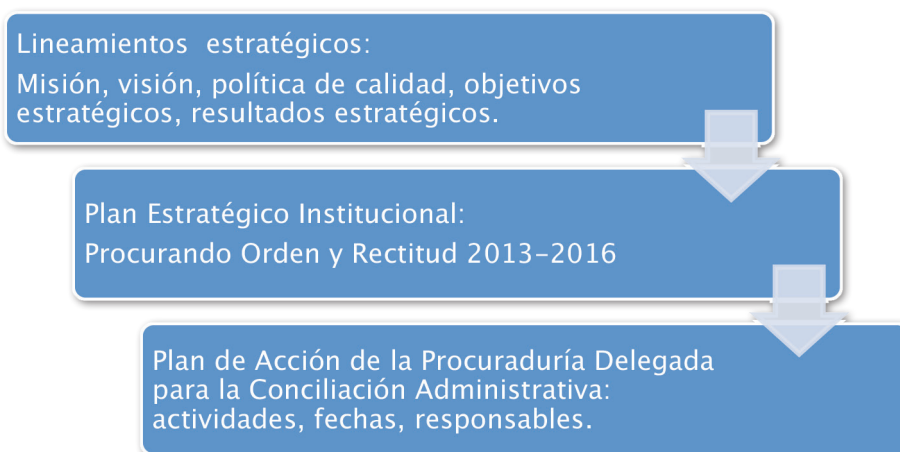 Lineamientos estratégicos:
Misión, visión, política de calidad, objetivos
estratégicos, resultados estratégicos.
Plan Estratégico Institucional:
Procurando Orden y Rectitud 2013-2016
Plan de Acción de la Procuraduría Delegada
para la Conciliación Administrativa:
actividades, fechas, responsables.